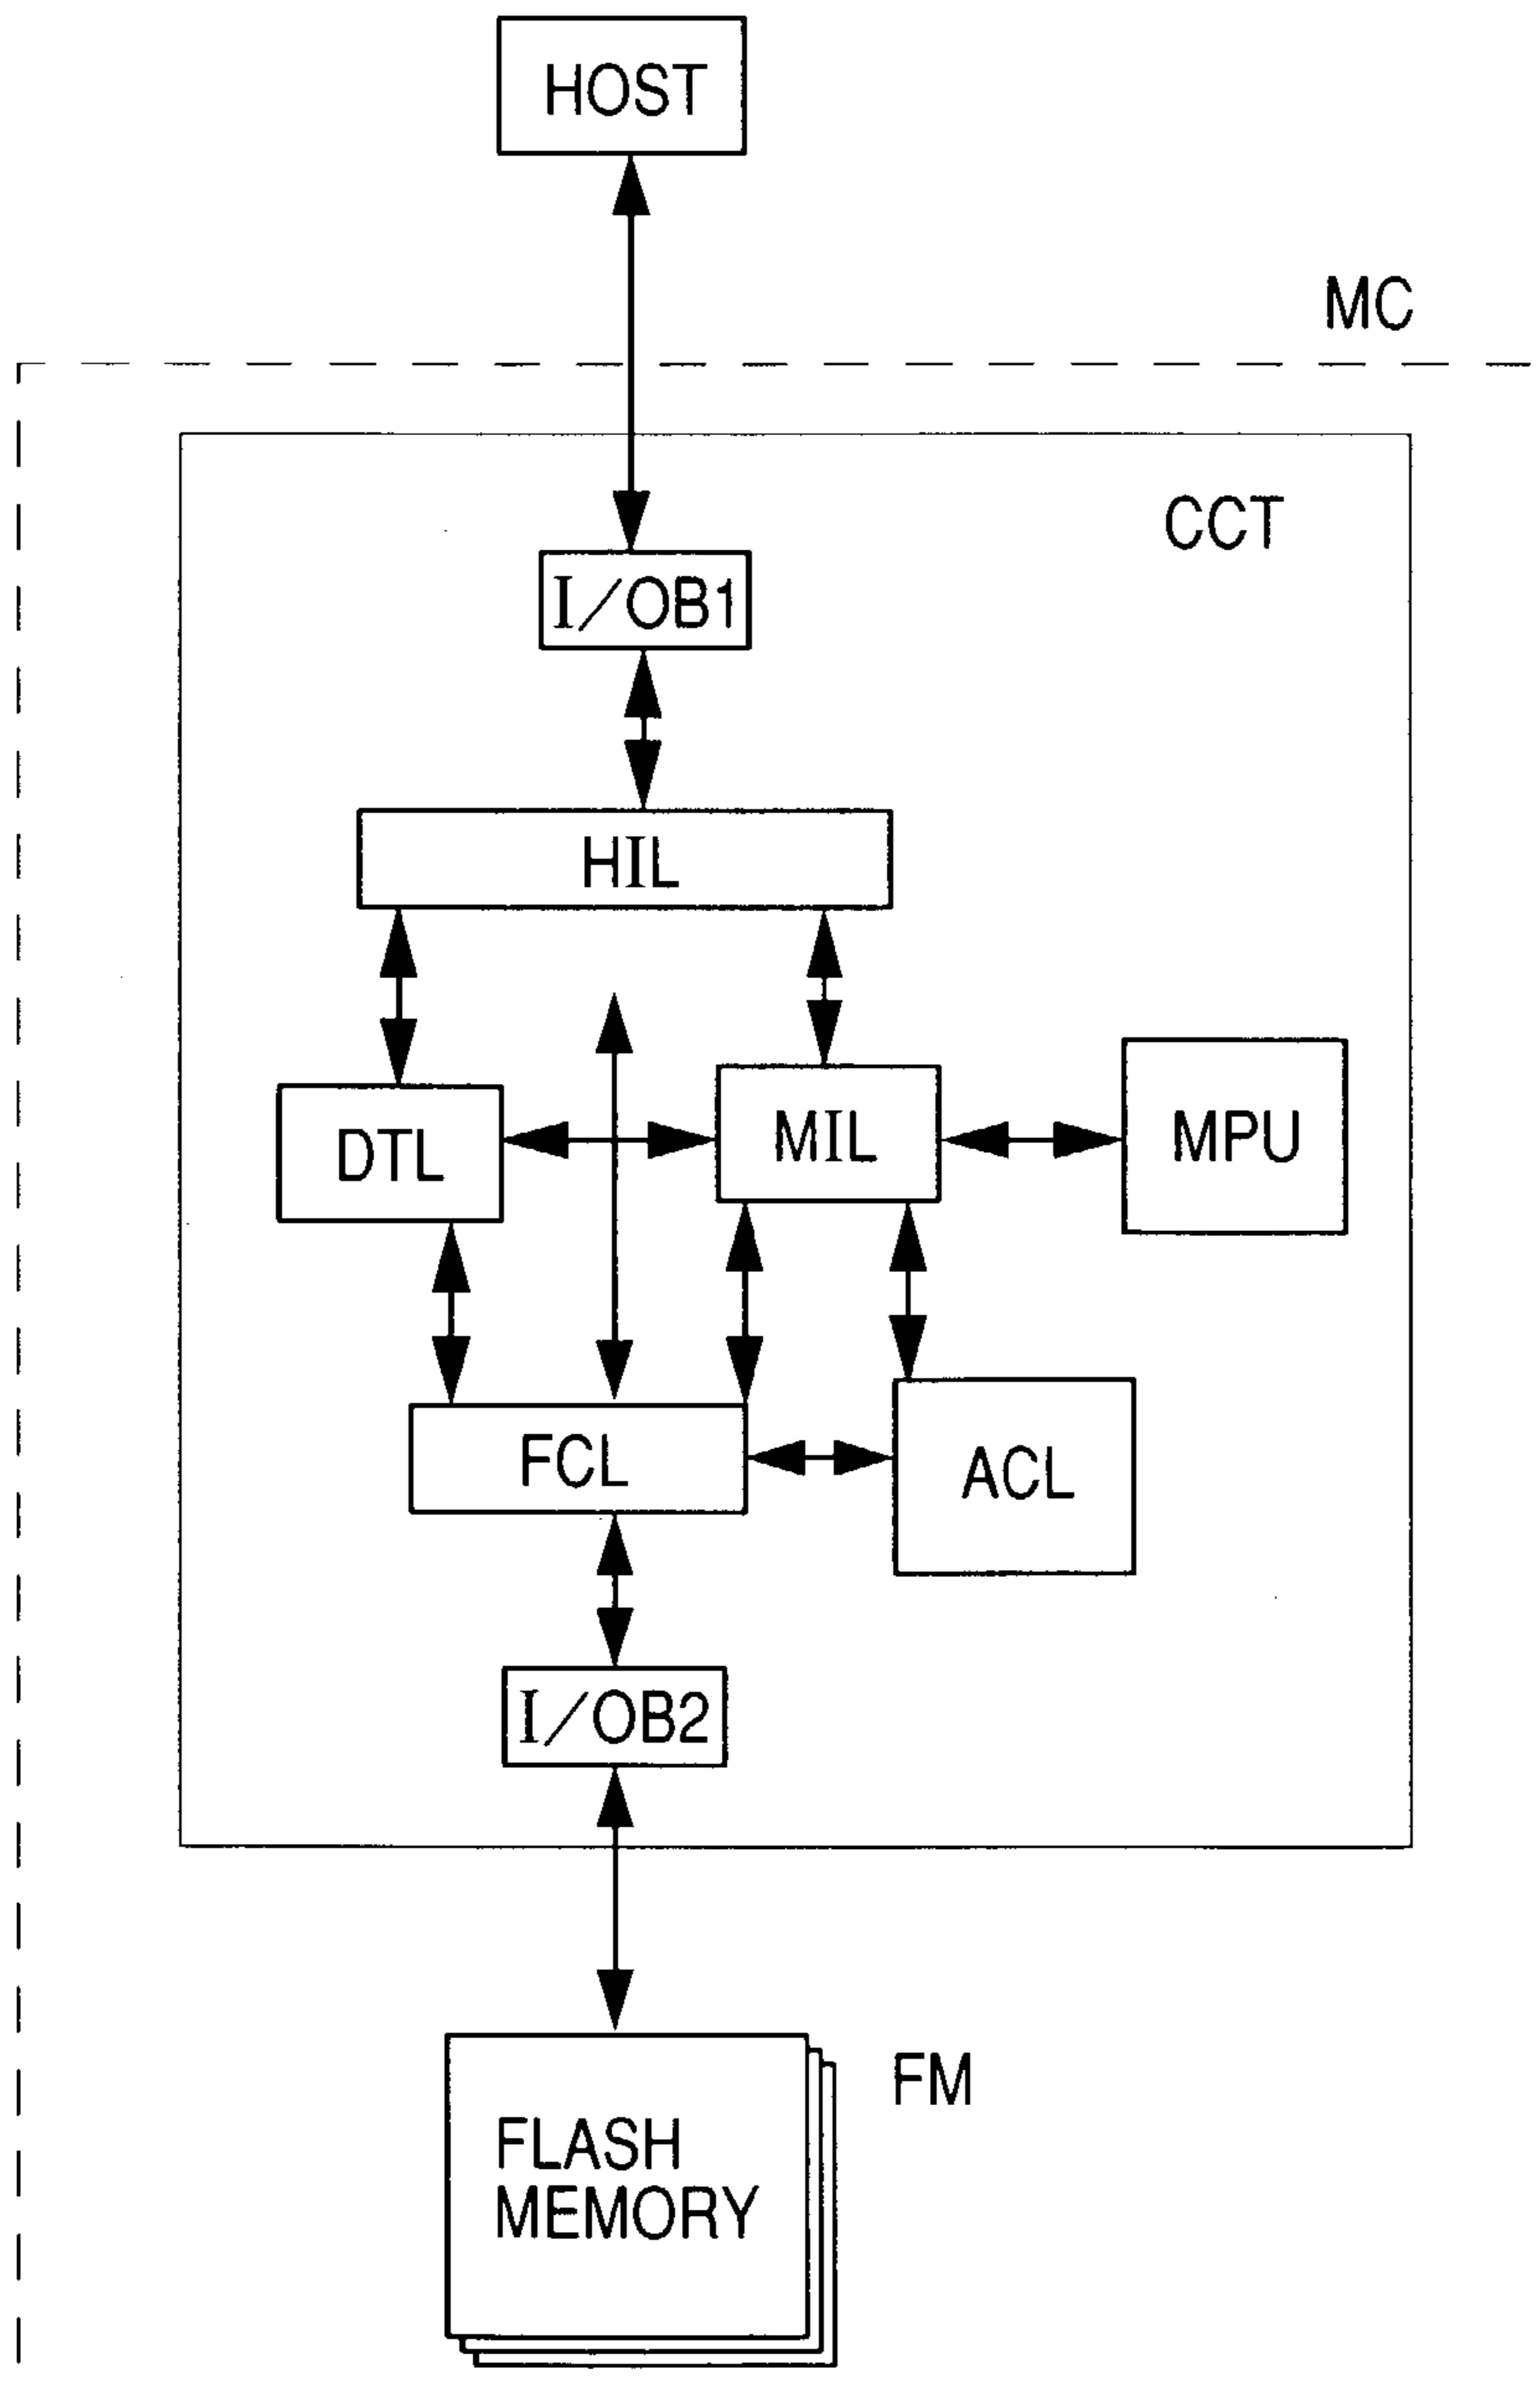 HOST
MC
CCT
I/OB1
HIL
DTL
MIL
MPU
FCL
ACL
I/OB2
FM
FLASH
MEMORY